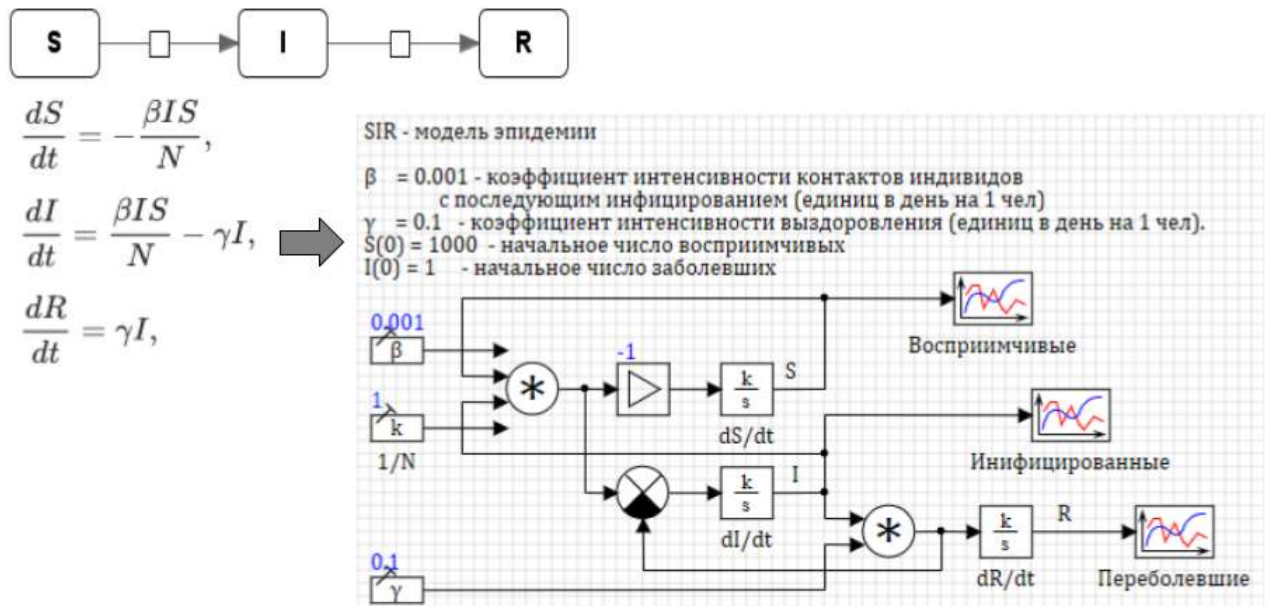 S I R
dS/dt = -βIS/N,
dI/dt = βIS/N - γI,
dR/dt = γI,
SIR - модель эпидемии
β = 0.001 - коэффициент интенсивности контактов индивидов
с последующим инфицированием (единиц в день на 1 чел)
γ = 0.1 - коэффициент интенсивности выздоровления (единиц в день на 1 чел).
S(0) = 1000 - начальное число восприимчивых
I(0) = 1 - начальное число заболевших
0.001
β
Восприимчивые
-1
k/s
S
dS/dt
*
1
k
1/N
Инифицированные
k/s
I
dI/dt
*
k/s
R
dR/dt
Переболевшие
0.1
γ